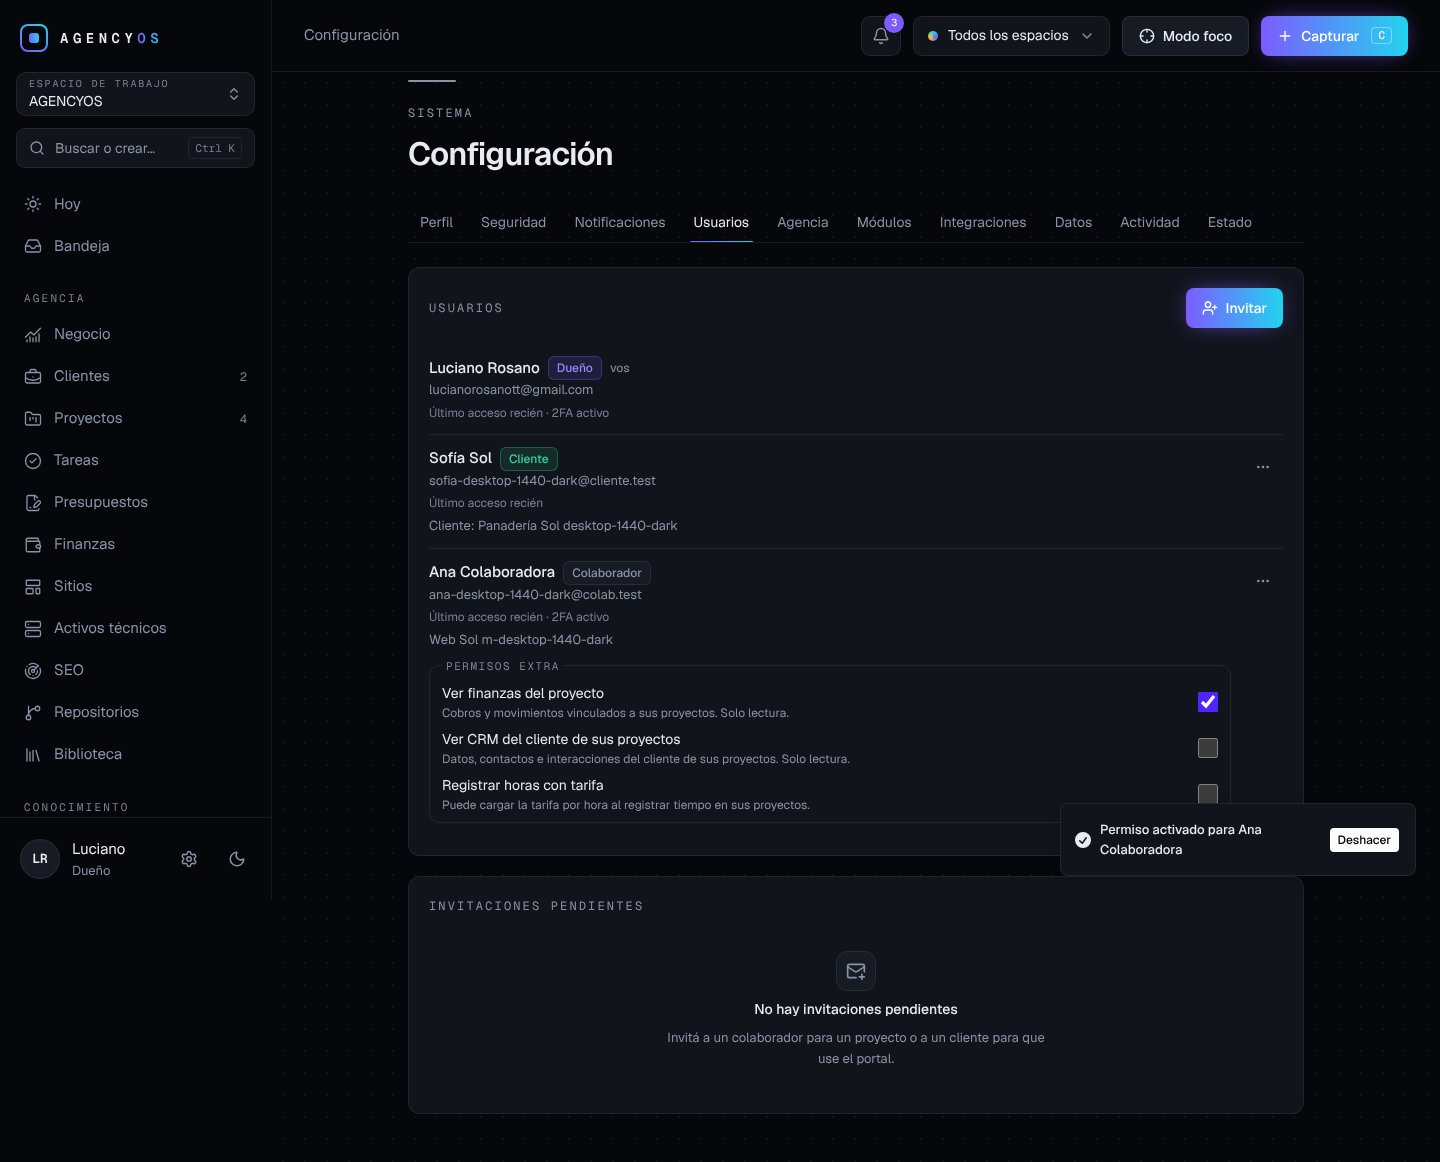 AGENCYOS
ESPACIO DE TRABAJO
AGENCYOS
Buscar o crear... Ctrl K
Hoy
Bandeja
AGENCIA
Negocio
Clientes 2
Proyectos 4
Tareas
Presupuestos
Finanzas
Sitios
Activos técnicos
SEO
Repositorios
Biblioteca
CONOCIMIENTO
LR
Luciano
Dueño
Configuración
3
Todos los espacios
Modo foco
Capturar C
SISTEMA
Configuración
Perfil Seguridad Notificaciones Usuarios Agencia Módulos Integraciones Datos Actividad Estado
USUARIOS
Invitar
Luciano Rosano Dueño vos
lucianorosanott@gmail.com
Último acceso recién · 2FA activo
Sofía Sol Cliente
sofia-desktop-1440-dark@cliente.test
Último acceso recién
Cliente: Panadería Sol desktop-1440-dark
Ana Colaboradora Colaborador
ana-desktop-1440-dark@colab.test
Último acceso recién · 2FA activo
Web Sol m-desktop-1440-dark
PERMISOS EXTRA
Ver finanzas del proyecto
Cobros y movimientos vinculados a sus proyectos. Solo lectura.
Ver CRM del cliente de sus proyectos
Datos, contactos e interacciones del cliente de sus proyectos. Solo lectura.
Registrar horas con tarifa
Puede cargar la tarifa por hora al registrar tiempo en sus proyectos.
Permiso activado para Ana
Colaboradora
Deshacer
INVITACIONES PENDIENTES
No hay invitaciones pendientes
Invitá a un colaborador para un proyecto o a un cliente para que
use el portal.